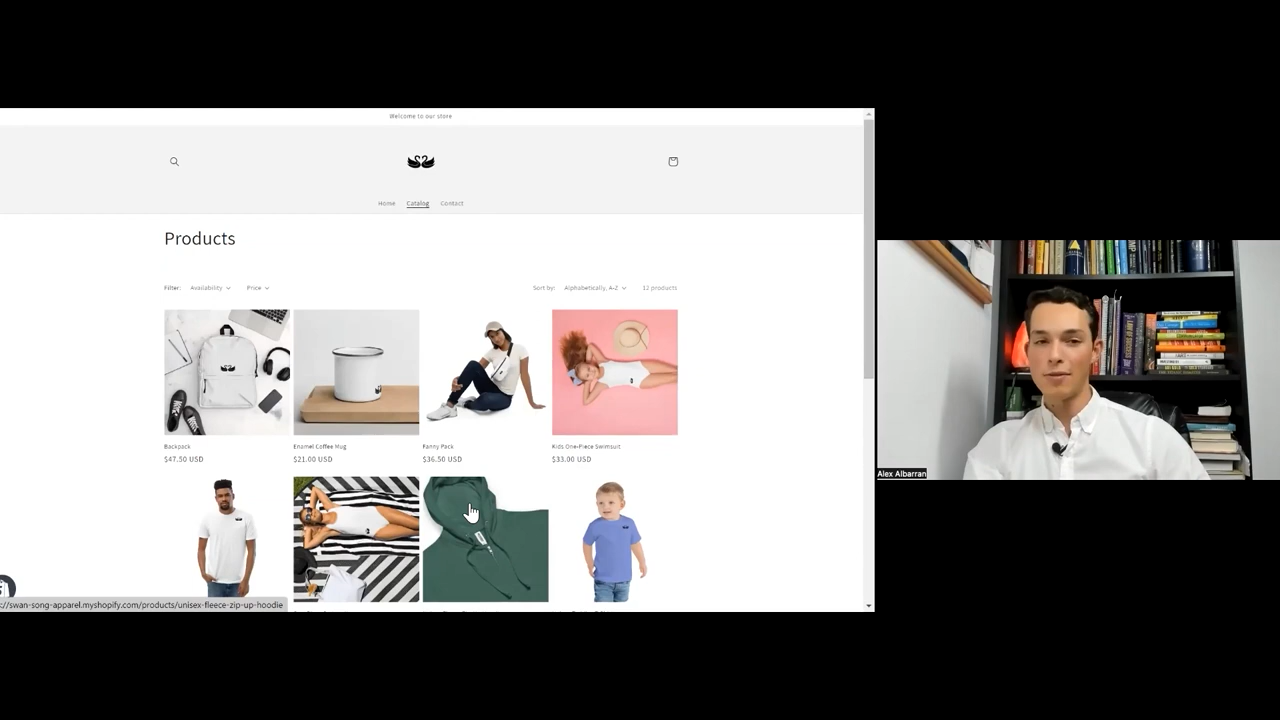 Welcome to our store
Home Catalog Contact
Products
Filter: Availability Price Sort by: Alphabetically, A-Z 12 products
Backpack
$47.50 USD
Enamel Coffee Mug
$21.00 USD
Fanny Pack
$36.50 USD
Kids One-Piece Swimsuit
$33.00 USD
://swan-song-apparel.myshopify.com/products/unisex-fleece-zip-up-hoodie
Alex Albarran